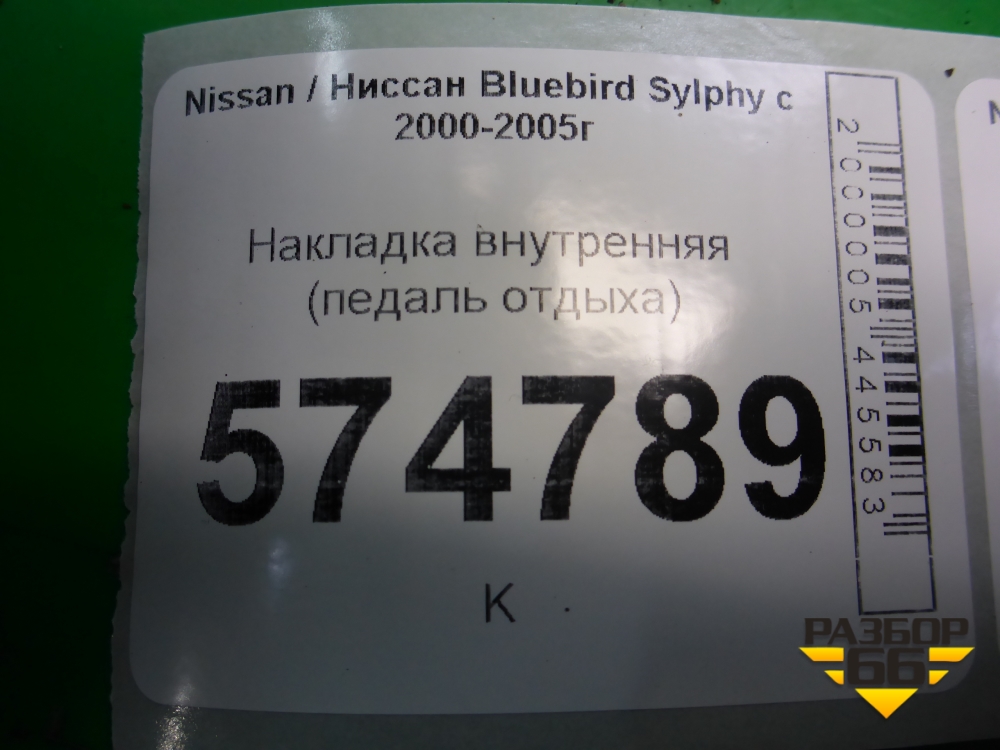 Nissan / Ниссан Bluebird Sylphy с
2000-2005г
Накладка внутренняя
(педаль отдыха)
574789
К
2000005445583
N
РАЗБОР
66